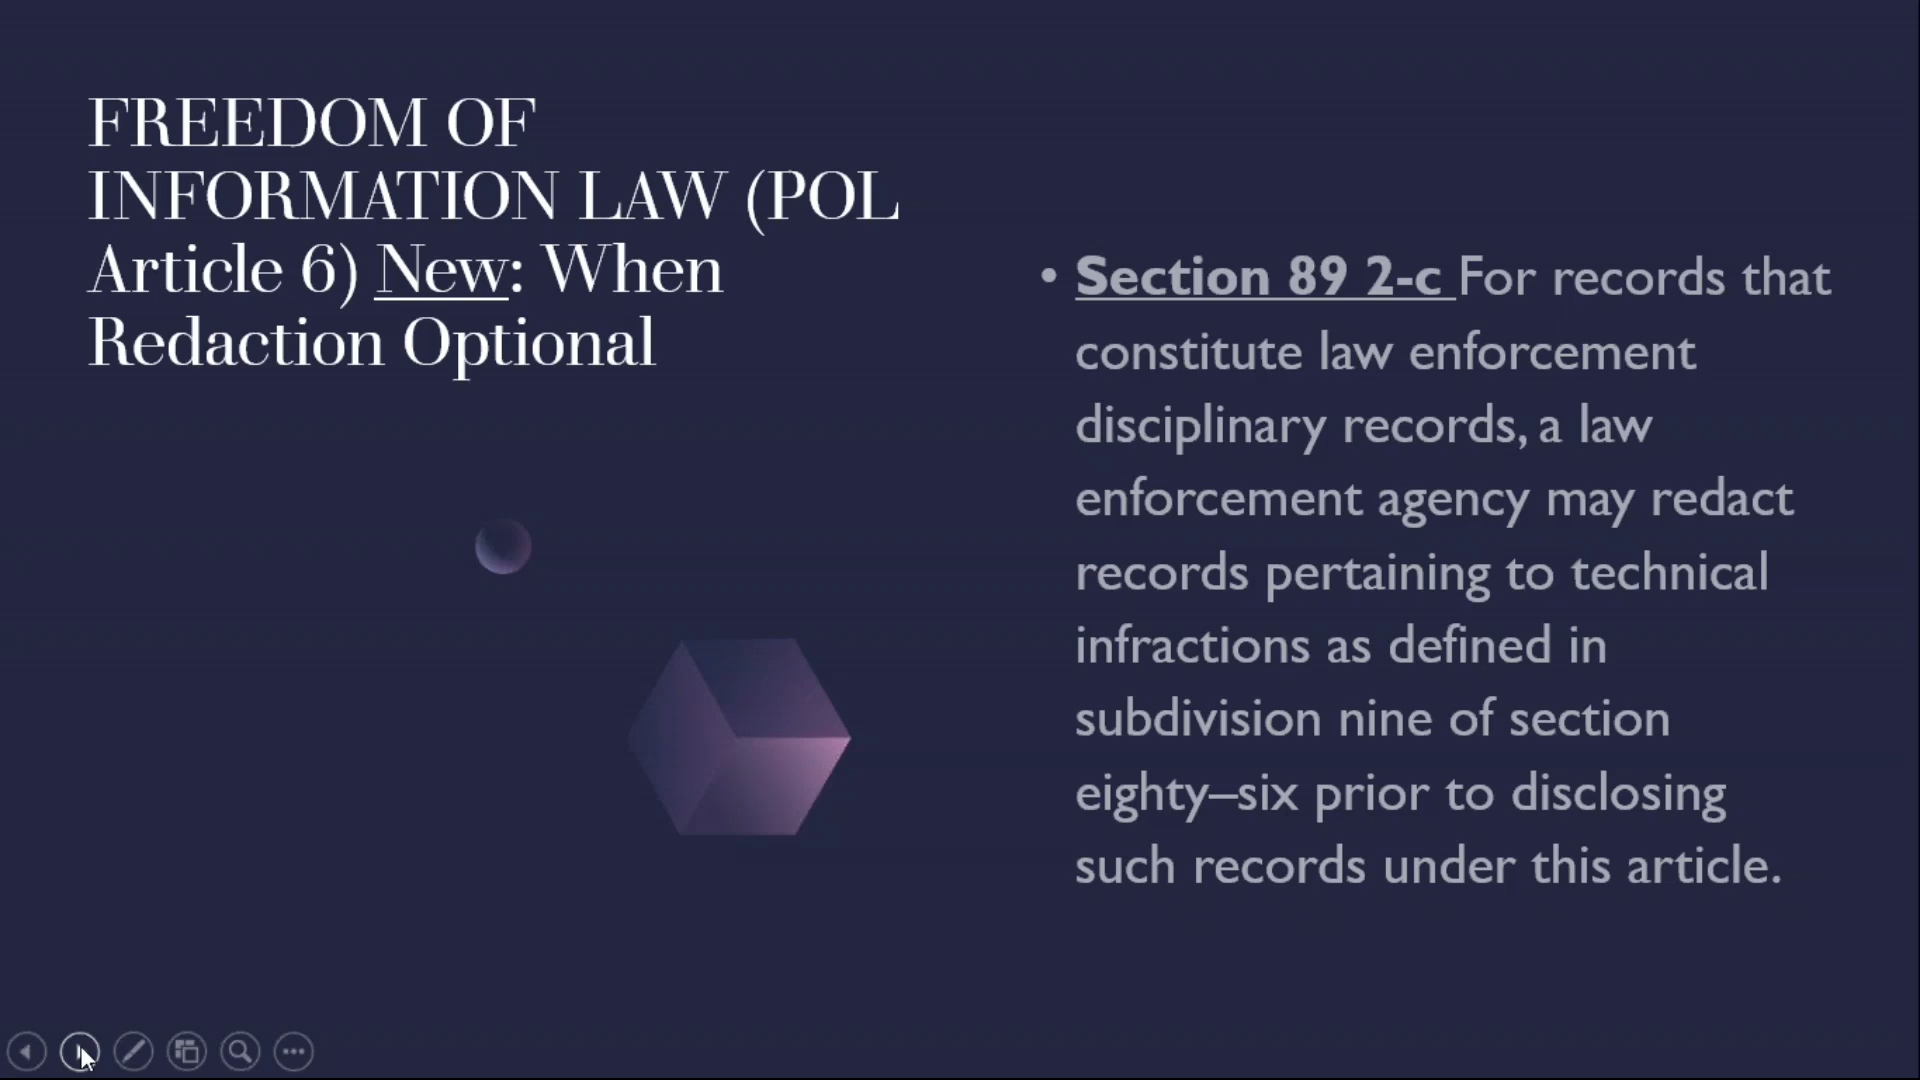 FREEDOM OF
INFORMATION LAW (POL
Article 6) New: When
Redaction Optional
• Section 89 2-c For records that
constitute law enforcement
disciplinary records, a law
enforcement agency may redact
records pertaining to technical
infractions as defined in
subdivision nine of section
eighty–six prior to disclosing
such records under this article.